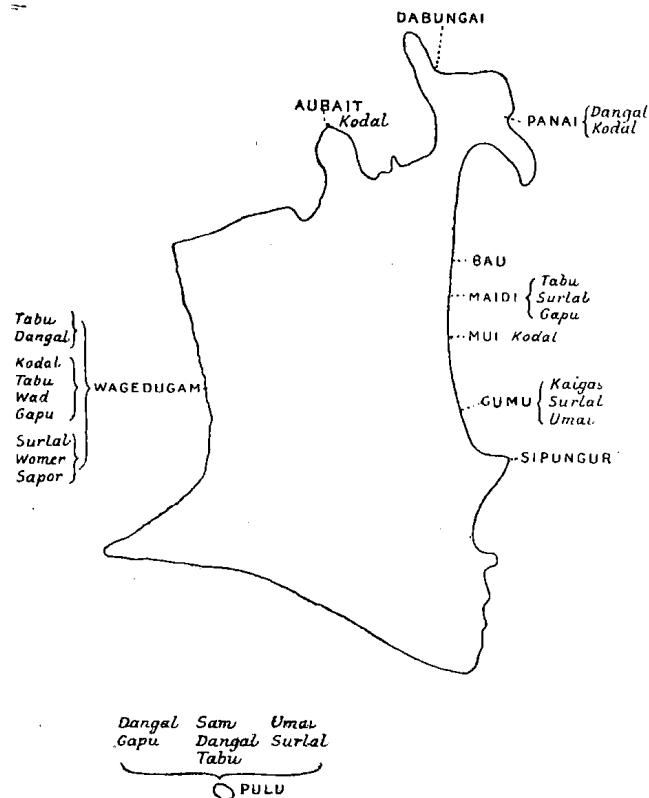 DABUNGAI
AUBAIT
Kodal
PANAI
Dangal
Kodal
BAU
MAIDI
Tabu
Surlal
Gapu
MUI Kodal
Tabu
Dangal
Kodal
Tabu
Wad
Gapu
Surlal
Womer
Sapor
WAGEDUGAM
GUMU
Kaigas
Surlal
Umai
SIPUNGUR
Dangal Sam Umai
Gapu Dangal Surlal
Tabu
PULU